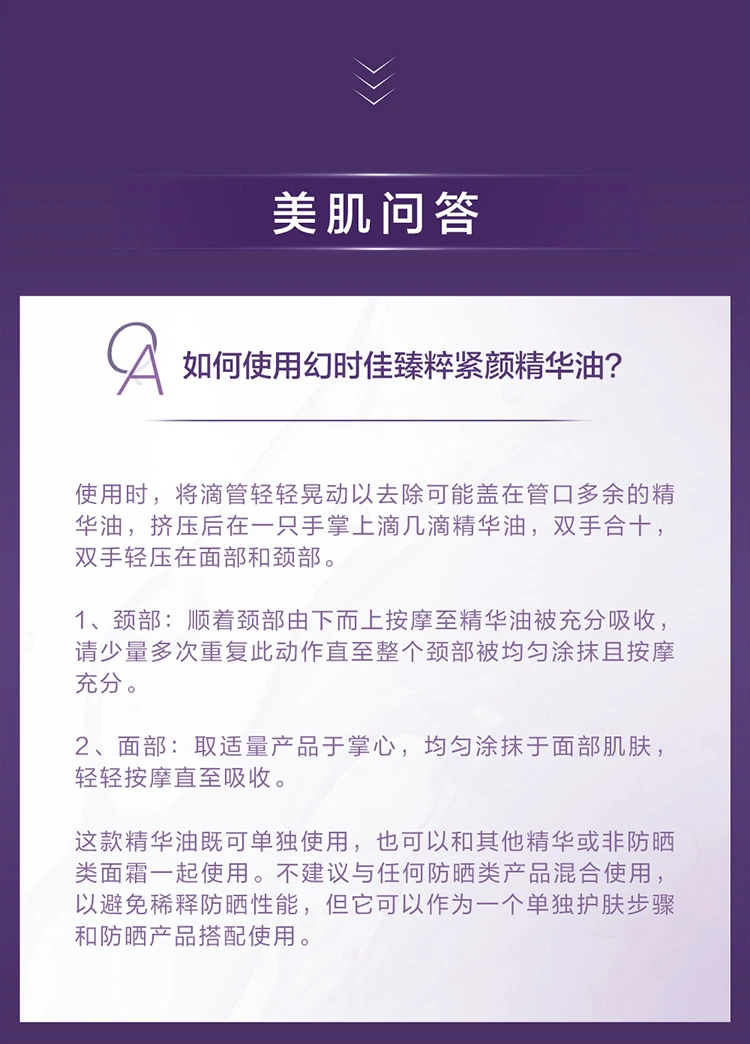 美肌问答
QA 如何使用幻时佳臻粹紧颜精华油?
使用时，将滴管轻轻晃动以去除可能盖在管口多余的精
华油，挤压后在一只手掌上滴几滴精华油，双手合十，
双手轻压在面部和颈部。
1、颈部：顺着颈部由下而上按摩至精华油被充分吸收，
请少量多次重复此动作直至整个颈部被均匀涂抹且按摩
充分。
2、面部：取适量产品于掌心，均匀涂抹于面部肌肤，
轻轻按摩直至吸收。
这款精华油既可单独使用，也可以和其他精华或非防晒
类面霜一起使用。不建议与任何防晒类产品混合使用，
以避免稀释防晒性能，但它可以作为一个单独护肤步骤
和防晒产品搭配使用。